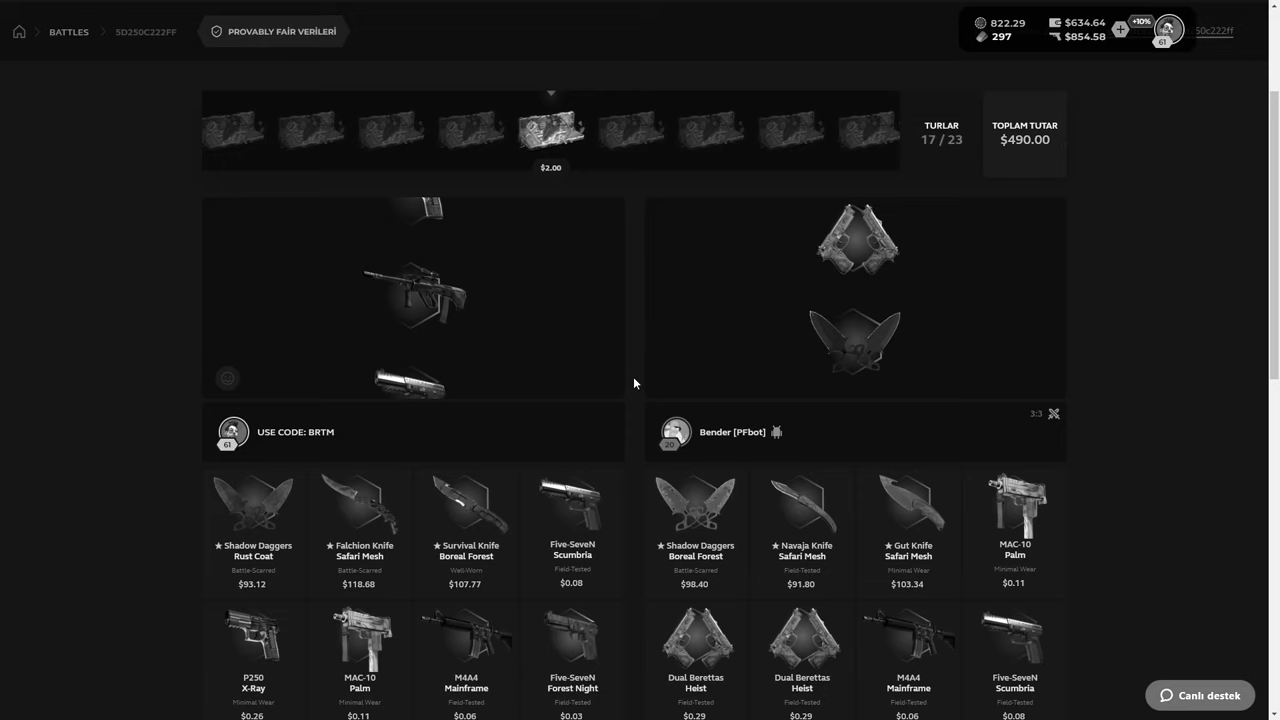 BATTLES
5D250C222FF
PROVABLY FAİR VERİLERİ
822.29
297
$634.64
$854.58
+10%
61
50c222ff
$2.00
TURLAR
17 / 23
TOPLAM TUTAR
$490.00
61
USE CODE: BRTM
20
Bender [PFbot]
3:3
★ Shadow Daggers
Rust Coat
Battle-Scarred
$93.12
★ Falchion Knife
Safari Mesh
Battle-Scarred
$118.68
★ Survival Knife
Boreal Forest
Well-Worn
$107.77
Five-SeveN
Scumbria
Field-Tested
$0.08
★ Shadow Daggers
Boreal Forest
Battle-Scarred
$98.40
★ Navaja Knife
Safari Mesh
Field-Tested
$91.80
★ Gut Knife
Safari Mesh
Minimal Wear
$103.34
MAC-10
Palm
Minimal Wear
$0.11
P250
X-Ray
Minimal Wear
$0.26
MAC-10
Palm
Minimal Wear
$0.11
M4A4
Mainframe
Field-Tested
$0.06
Five-SeveN
Forest Night
Field-Tested
$0.03
Dual Berettas
Heist
Field-Tested
$0.29
Dual Berettas
Heist
Field-Tested
$0.29
M4A4
Mainframe
Field-Tested
$0.06
Five-SeveN
Scumbria
Field-Tested
$0.08
Canlı destek